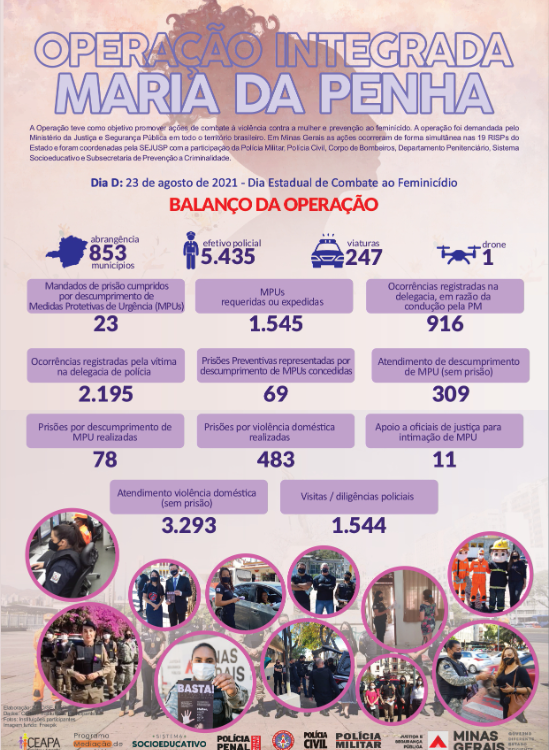 OPERAÇÃO INTEGRADA
MARIA DA PENHA
A Operação teve como objetivo promover ações de combate à violência contra a mulher e prevenção ao feminicído. A operação foi demandada pelo
Ministério da Justiça e Segurança Pública em todo o território brasileiro. Em Minas Gerais as ações ocorreram de forma simultânea nas 19 RISPs do
Estado e foram coordenadas pela SEJUSP com a participação da Polícia Militar, Polícia Civil, Corpo de Bombeiros, Departamento Penitenciário, Sistema
Socioeducativo e Subsecretaria de Prevenção a Criminalidade.
Dia D: 23 de agosto de 2021 - Dia Estadual de Combate ao Feminicídio
BALANÇO DA OPERAÇÃO
abrangência
853
municípios
efetivo policial
5.435
viaturas
247
drone
1
Mandados de prisão cumpridos
por descumprimento de
Medidas Protetivas de Urgência (MPUs)
23
MPUs
requeridas ou expedidas
1.545
Ocorrências registradas na
delegacia, em razão da
condução pela PM
916
Ocorrências registradas pela vítima
na delegacia de polícia
2.195
Prisões Preventivas representadas por
descumprimento de MPUs concedidas
69
Atendimento de descumprimento
de MPU (sem prisão)
309
Prisões por descumprimento de
MPU realizadas
78
Prisões por violência doméstica
realizadas
483
Apoio a oficiais de justiça para
intimação de MPU
11
Atendimento violência doméstica
(sem prisão)
3.293
Visitas / diligências policiais
1.544
BASTA!
MINAS
GERAIS
Fotos: Instituições participantes
Imagem fundo: Freepik
CEAPA
Programa
Mediação de
SISTEMA
SOCIOEDUCATIVO
POLÍCIA
PENAL
POLÍCIA
CIVIL
POLÍCIA
MILITAR
JUSTIÇA E
SEGURANÇA
PÚBLICA
MINAS
GERAIS
GOVERNO
DIFERENTE
ESTADO